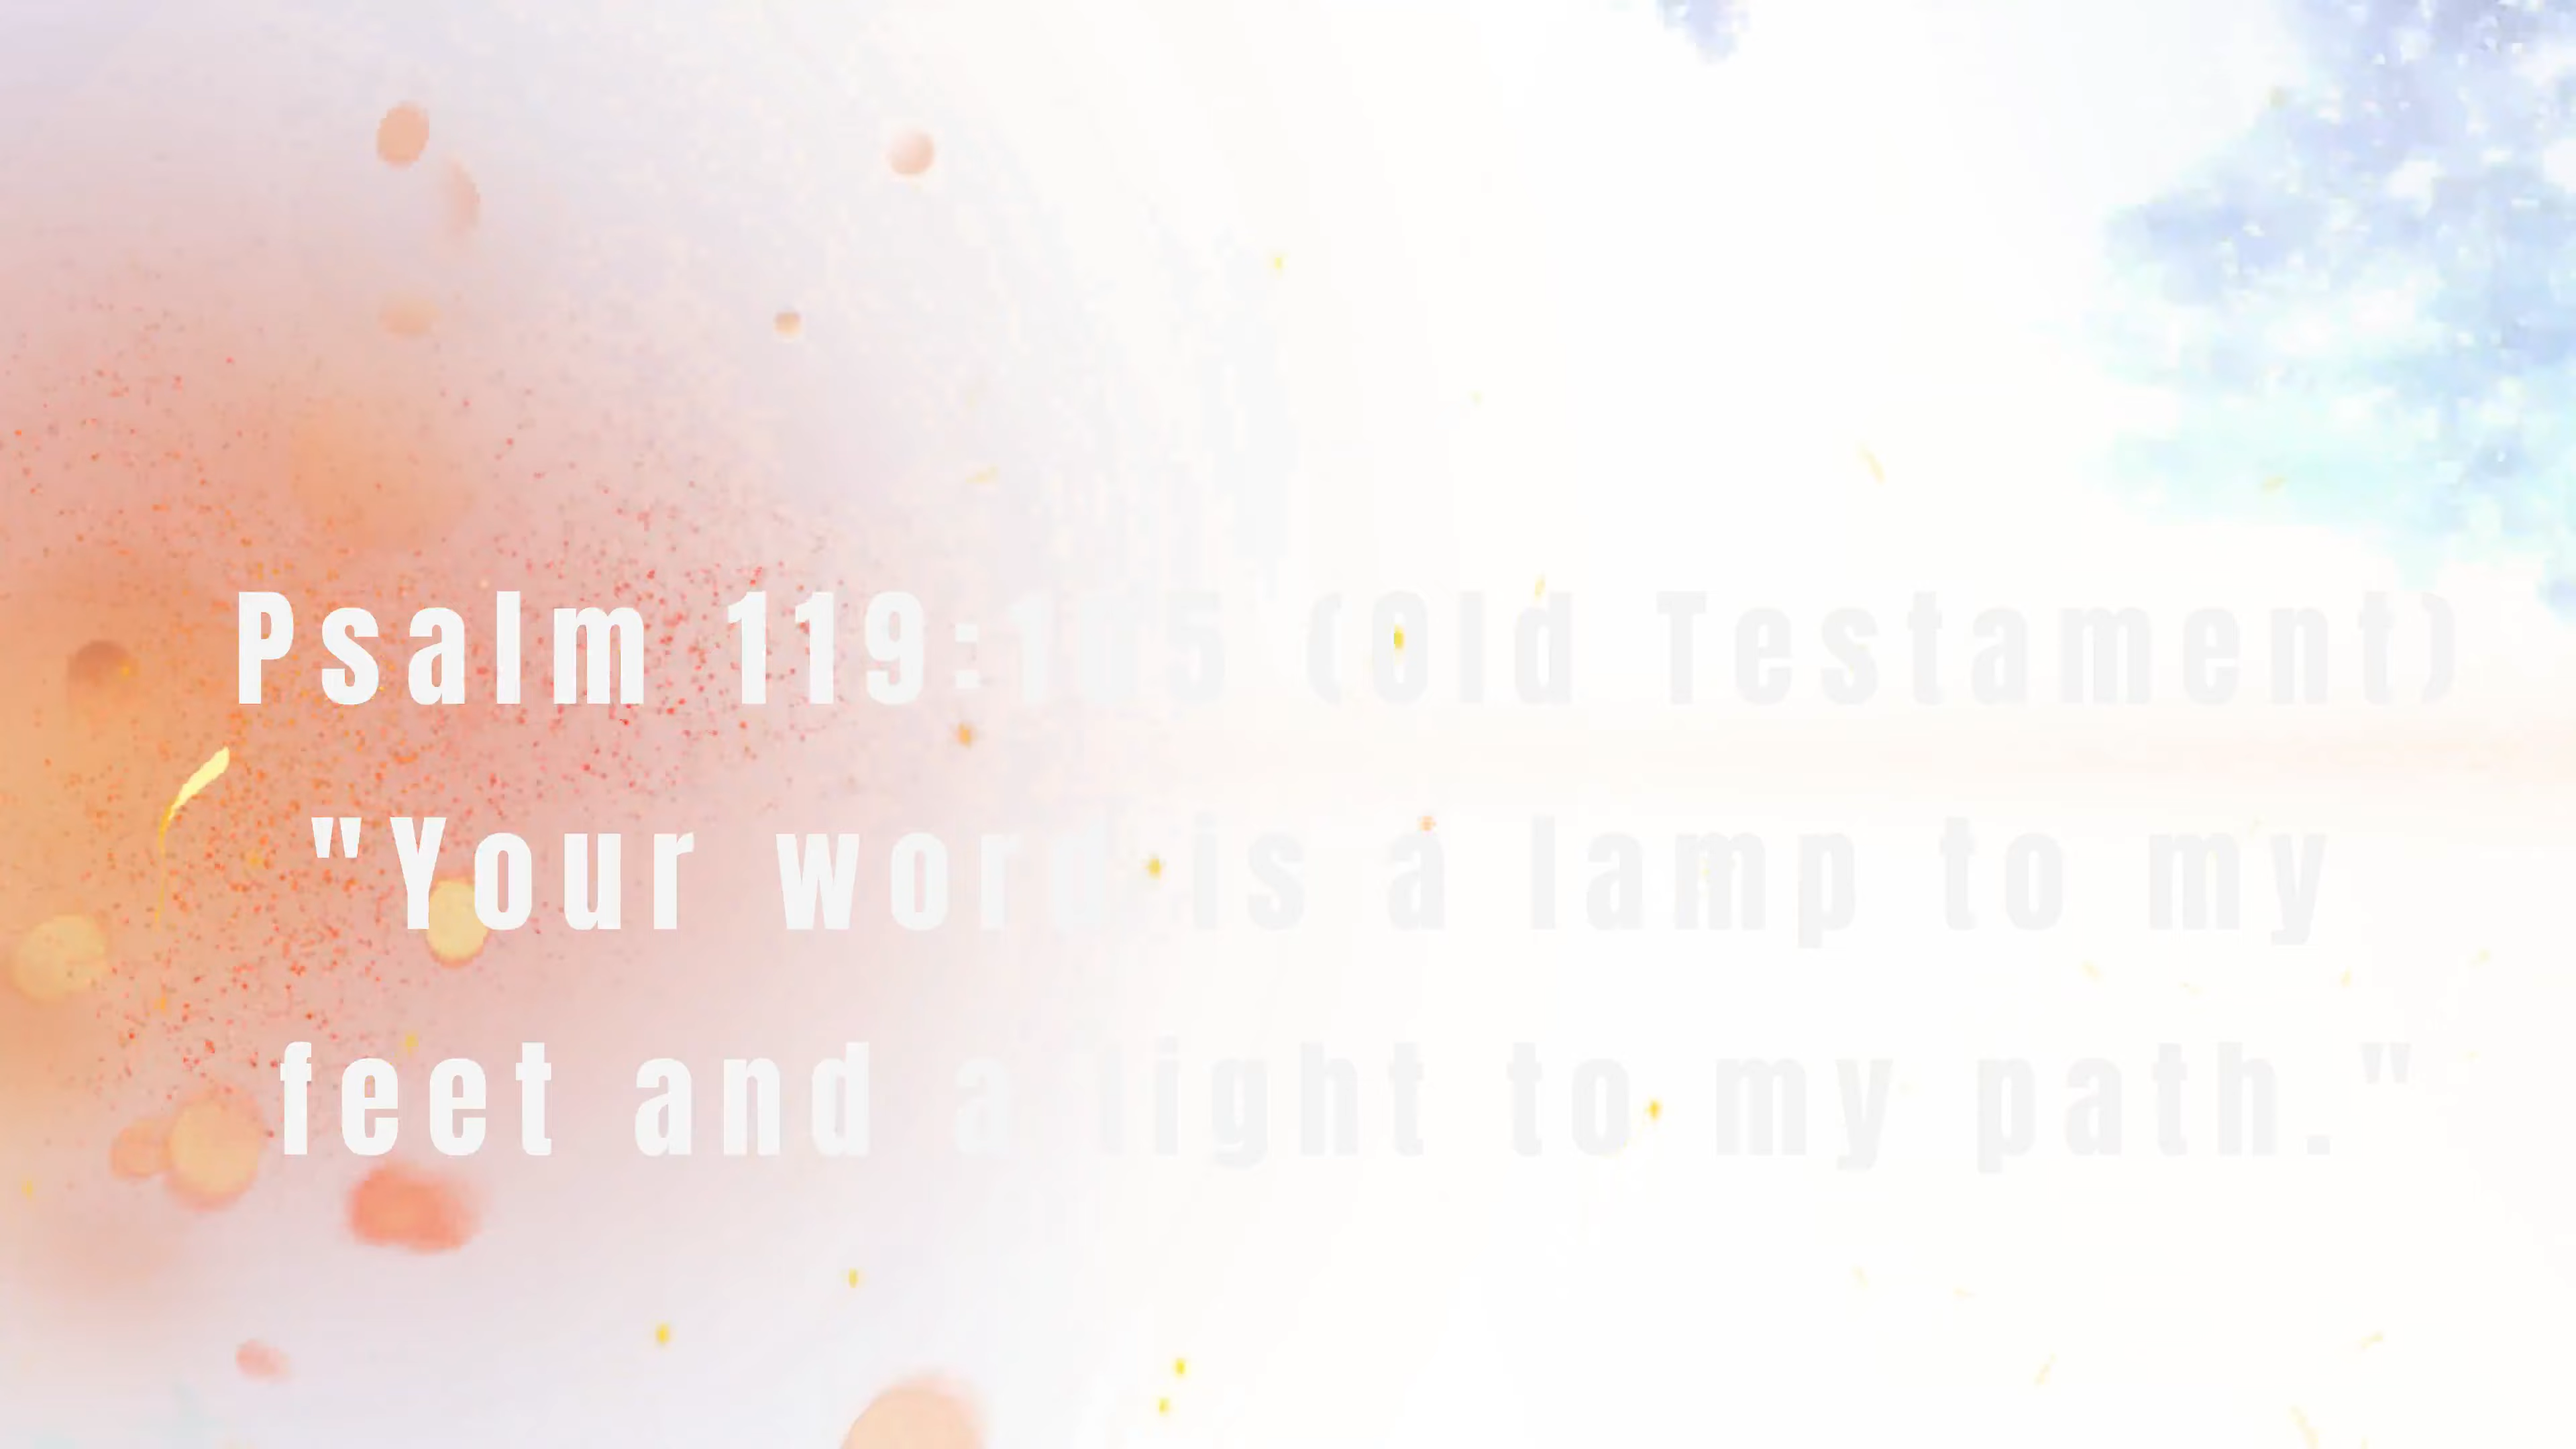 Psalm 119:105 (Old Testament)
"Your word is a lamp to my
feet and a light to my path."